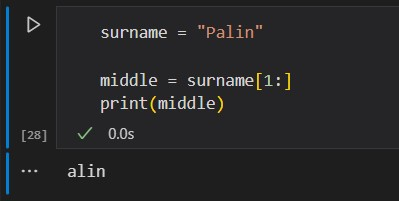 surname = "Palin"
middle = surname[1:]
print(middle)
[28]
0.0s
alin